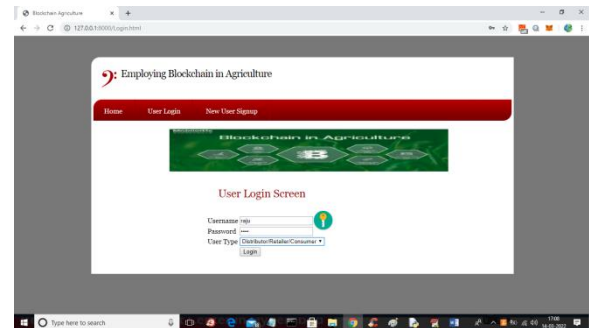 Blockchain Agriculture
127.0.0.1:8000/Login.html
Employing Blockchain in Agriculture
Home User Login New User Signup
Blockchain in Agriculture
User Login Screen
Username raju
Password ••••
User Type Distributor/Retailer/Consumer
Login
Type here to search
17:08